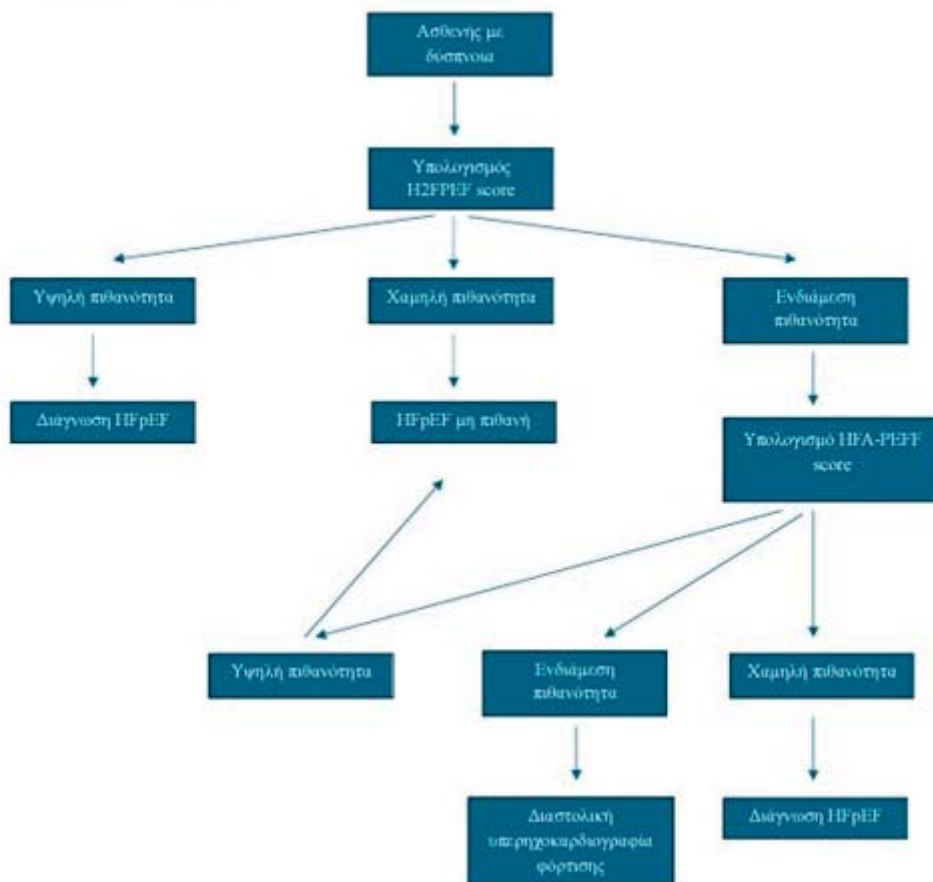 Ασθενής με
δύσπνοια
Υπολογισμός
H2FPEF score
Υψηλή πιθανότητα
Χαμηλή πιθανότητα
Ενδιάμεση
πιθανότητα
Διάγνωση HFpEF
HFpEF μη πιθανή
Υπολογισμό HFA-PEFF
score
Υψηλή πιθανότητα
Ενδιάμεση
πιθανότητα
Χαμηλή πιθανότητα
Διαστολική
υπερηχοκαρδιογραφία
φόρτισης
Διάγνωση HFpEF